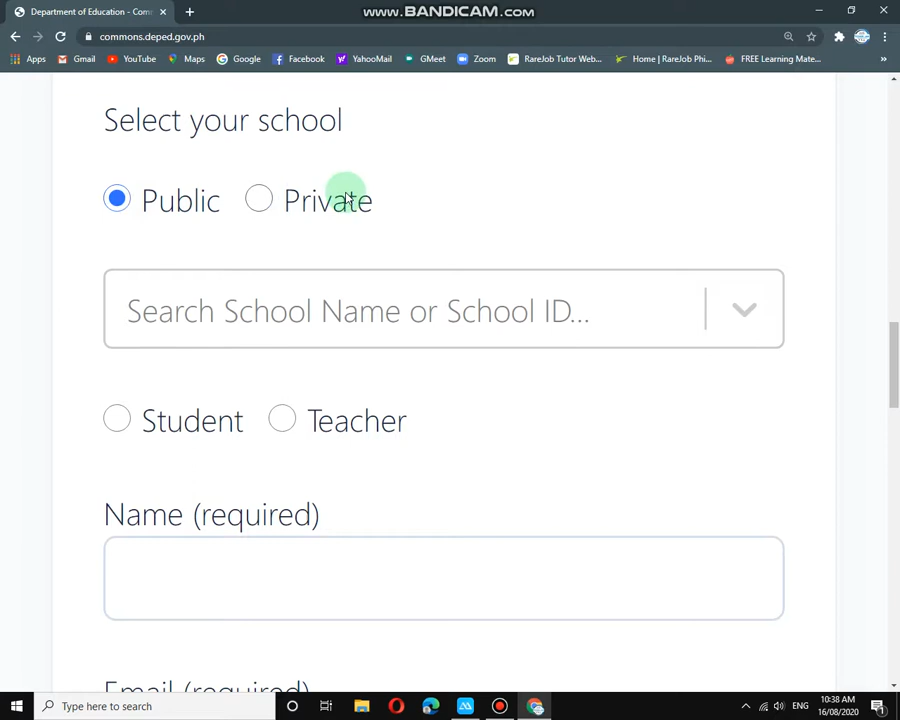 Department of Education - Com
www.BANDICAM.com
commons.deped.gov.ph
Apps Gmail YouTube Maps Google Facebook YahooMail GMeet Zoom RareJob Tutor Web... Home | RareJob Phi... FREE Learning Mate...
Select your school
Public Private
Search School Name or School ID...
Student Teacher
Name (required)
Email (required)
Type here to search
10:38 AM
16/08/2020
1